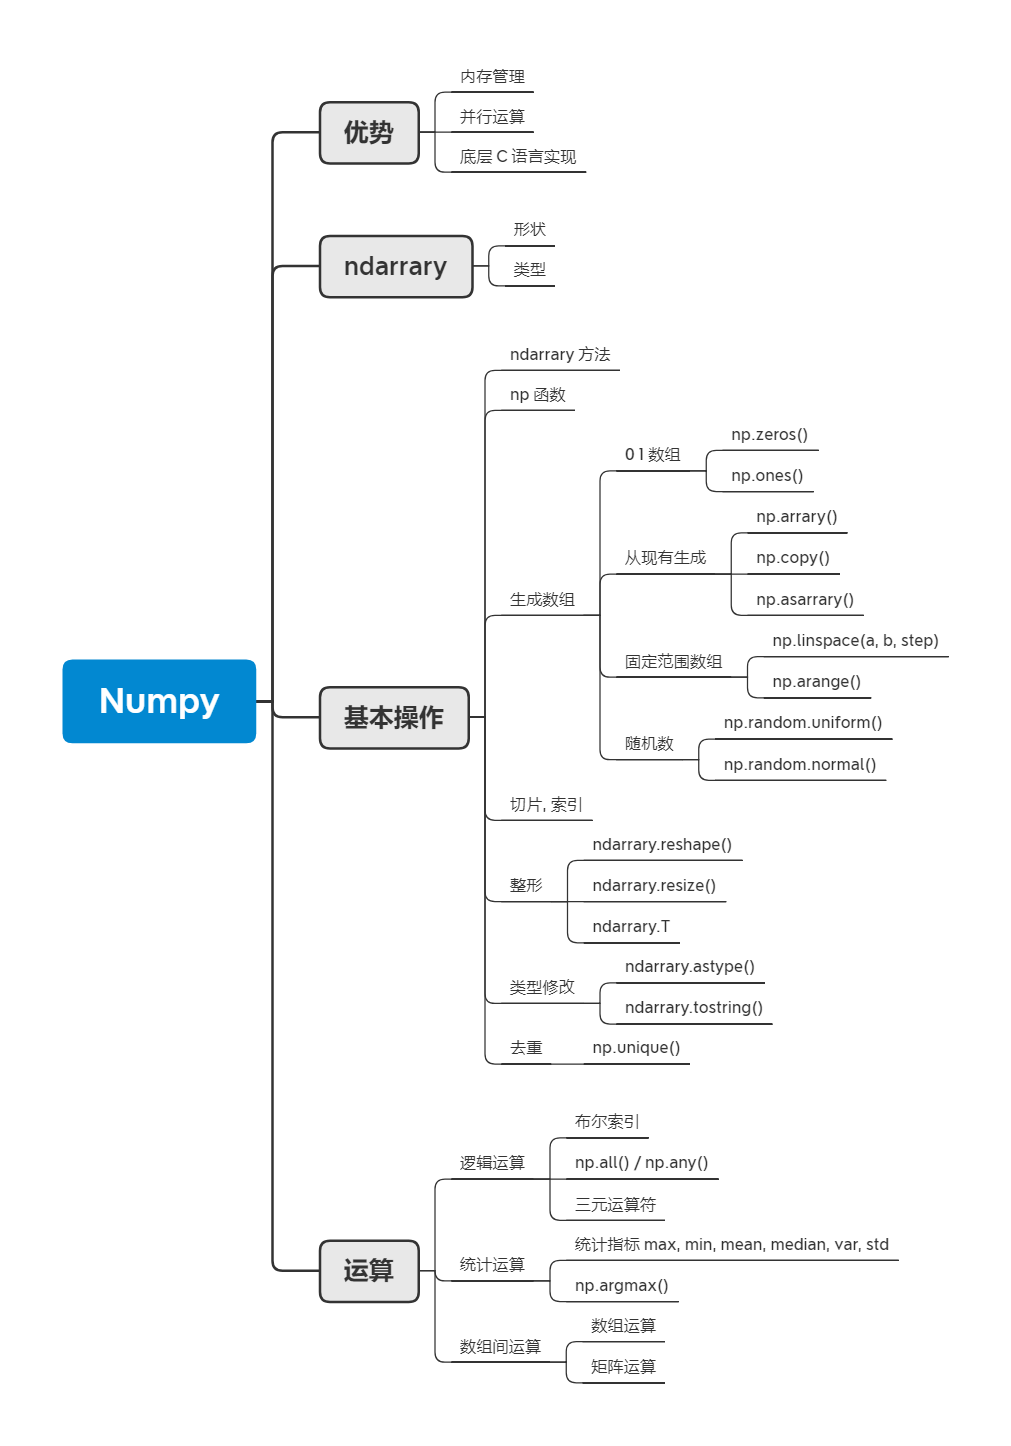 Numpy
优势
内存管理
并行运算
底层 C 语言实现
ndarrary
形状
类型
基本操作
ndarrary 方法
np 函数
生成数组
0 1 数组
np.zeros()
np.ones()
从现有生成
np.arrary()
np.copy()
np.asarrary()
固定范围数组
np.linspace(a, b, step)
np.arange()
随机数
np.random.uniform()
np.random.normal()
切片, 索引
整形
ndarrary.reshape()
ndarrary.resize()
ndarrary.T
类型修改
ndarrary.astype()
ndarrary.tostring()
去重
np.unique()
运算
逻辑运算
布尔索引
np.all() / np.any()
三元运算符
统计运算
统计指标 max, min, mean, median, var, std
np.argmax()
数组间运算
数组运算
矩阵运算